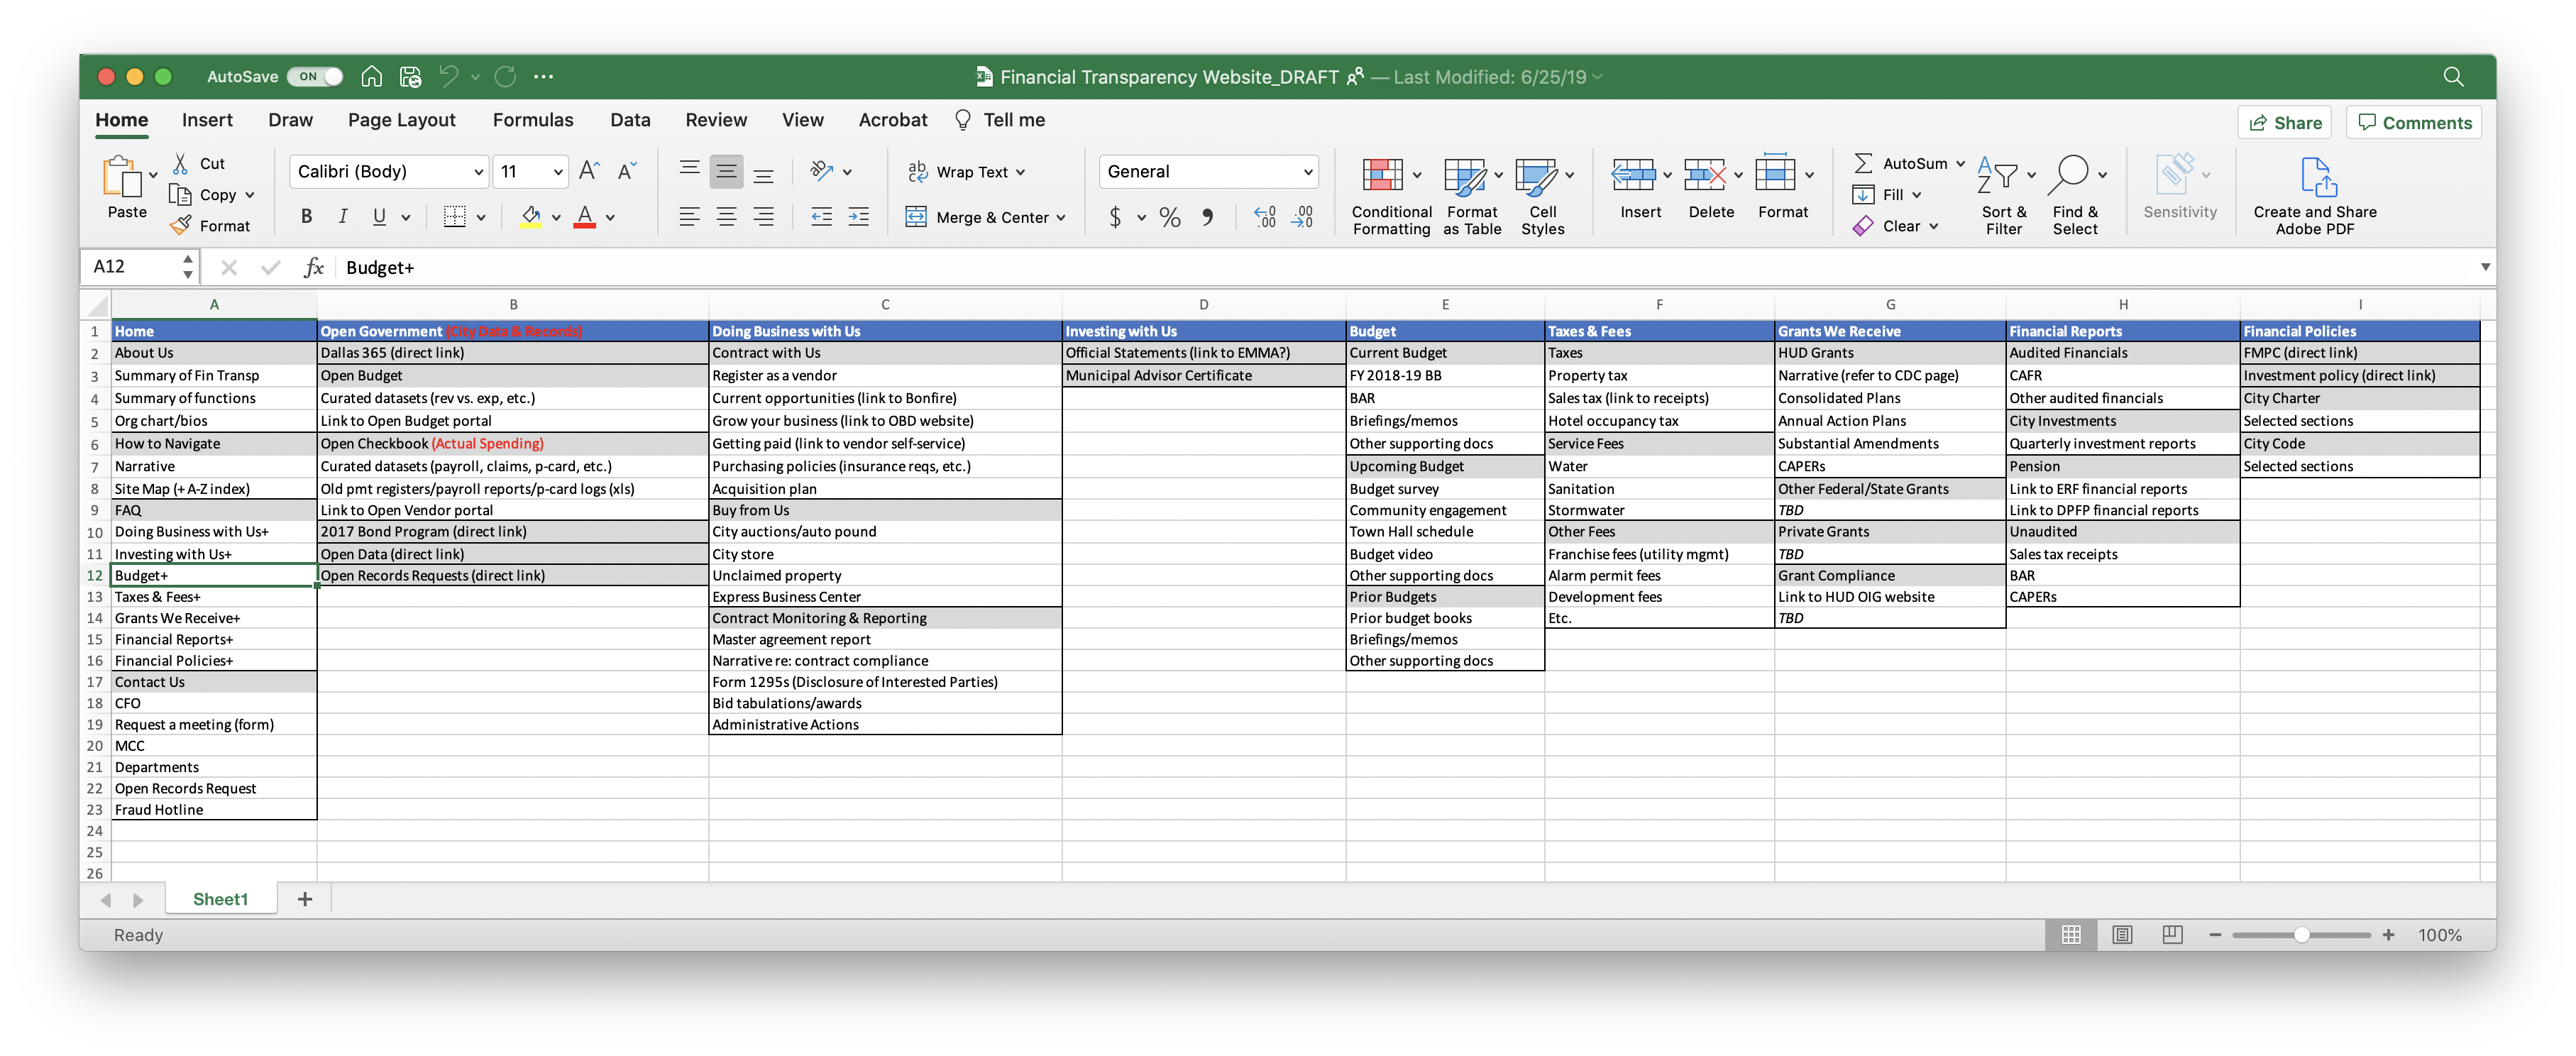 AutoSave ON Financial Transparency Website_DRAFT — Last Modified: 6/25/19
Home Insert Draw Page Layout Formulas Data Review View Acrobat Tell me Share Comments
Paste Cut Copy Format
Calibri (Body) 11 A^ A˅
B I U A
ab c Wrap Text
Merge & Center
General
$ % , .0 .00 .00 .0
Conditional Formatting
Format as Table
Cell Styles
Insert Delete Format
AutoSum Fill Clear
A Z Sort & Filter
Find & Select
Sensitivity
Create and Share Adobe PDF
A12 fx Budget+
A B C D E F G H I
1 Home Open Government (City Data & Records) Doing Business with Us Investing with Us Budget Taxes & Fees Grants We Receive Financial Reports Financial Policies
2 About Us Dallas 365 (direct link) Contract with Us Official Statements (link to EMMA?) Current Budget Taxes HUD Grants Audited Financials FMPC (direct link)
3 Summary of Fin Transp Open Budget Register as a vendor Municipal Advisor Certificate FY 2018-19 BB Property tax Narrative (refer to CDC page) CAFR Investment policy (direct link)
4 Summary of functions Curated datasets (rev vs. exp, etc.) Current opportunities (link to Bonfire) BAR Sales tax (link to receipts) Consolidated Plans Other audited financials City Charter
5 Org chart/bios Link to Open Budget portal Grow your business (link to OBD website) Briefings/memos Hotel occupancy tax Annual Action Plans City Investments Selected sections
6 How to Navigate Open Checkbook (Actual Spending) Getting paid (link to vendor self-service) Other supporting docs Service Fees Substantial Amendments Quarterly investment reports City Code
7 Narrative Curated datasets (payroll, claims, p-card, etc.) Purchasing policies (insurance reqs, etc.) Upcoming Budget Water CAPERs Pension Selected sections
8 Site Map (+ A-Z index) Old pmt registers/payroll reports/p-card logs (xls) Acquisition plan Budget survey Sanitation Other Federal/State Grants Link to ERF financial reports
9 FAQ Link to Open Vendor portal Buy from Us Community engagement Stormwater TBD Link to DPFP financial reports
10 Doing Business with Us+ 2017 Bond Program (direct link) City auctions/auto pound Town Hall schedule Other Fees Private Grants Unaudited
11 Investing with Us+ Open Data (direct link) City store Budget video Franchise fees (utility mgmt) TBD Sales tax receipts
12 Budget+ Open Records Requests (direct link) Unclaimed property Other supporting docs Alarm permit fees Grant Compliance BAR
13 Taxes & Fees+ Express Business Center Prior Budgets Development fees Link to HUD OIG website CAPERs
14 Grants We Receive+ Contract Monitoring & Reporting Prior budget books Etc. TBD
15 Financial Reports+ Master agreement report Briefings/memos
16 Financial Policies+ Narrative re: contract compliance Other supporting docs
17 Contact Us Form 1295s (Disclosure of Interested Parties)
18 CFO Bid tabulations/awards
19 Request a meeting (form) Administrative Actions
20 MCC
21 Departments
22 Open Records Request
23 Fraud Hotline
24
25
26
Sheet1 +
Ready 100%